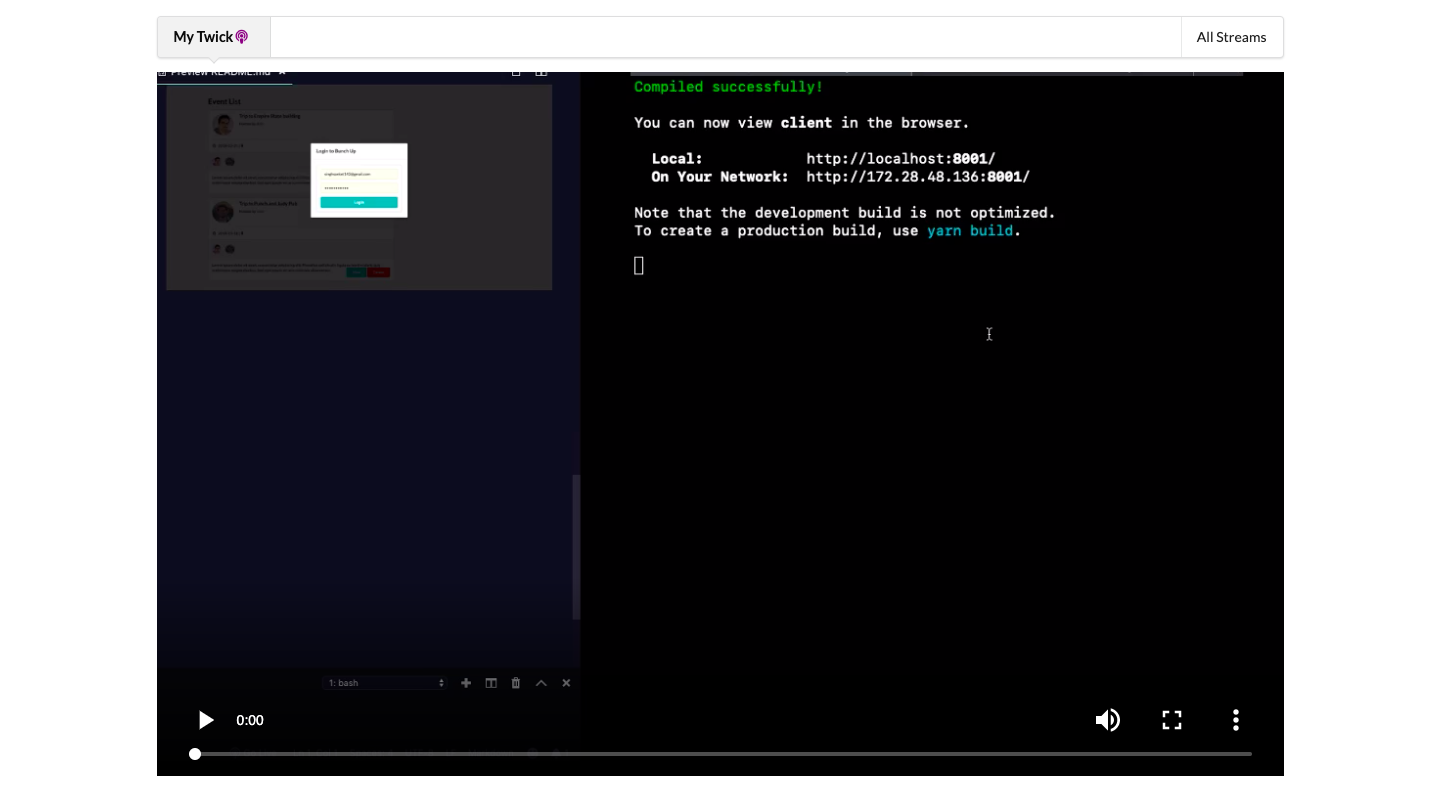 My Twick
All Streams
Preview README.md
Compiled successfully!
You can now view client in the browser.
Local: http://localhost:8001/
On Your Network: http://172.28.48.136:8001/
Note that the development build is not optimized.
To create a production build, use yarn build.
Event List
Login to Bunch Up
Login
1: bash
0:00